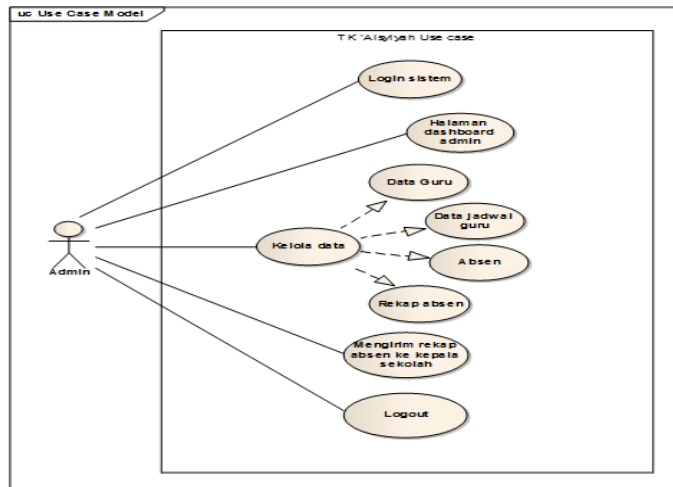 uc Use Case Model
TK 'Aisyiyah Use case
Login sistem
Halaman
dashboard
admin
Data Guru
Data jadwal
guru
Kelola data
Absen
Admin
Rekap absen
Mengirim rekap
absen ke kepala
sekolah
Logout